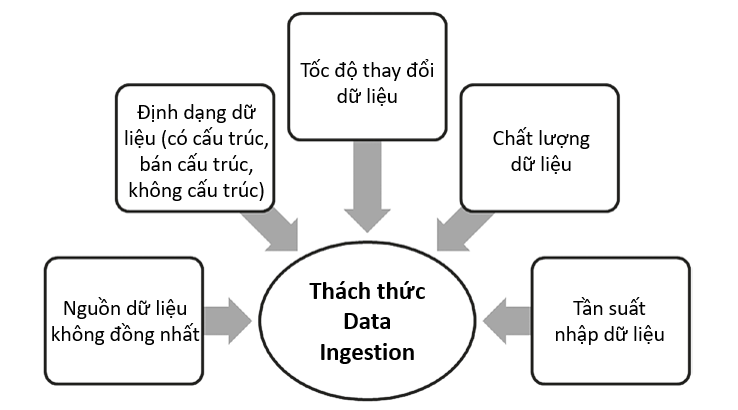 Tốc độ thay đổi
dữ liệu
Định dạng dữ
liệu (có cấu trúc,
bán cấu trúc,
không cấu trúc)
Chất lượng
dữ liệu
Nguồn dữ liệu
không đồng nhất
Thách thức
Data
Ingestion
Tần suất
nhập dữ liệu